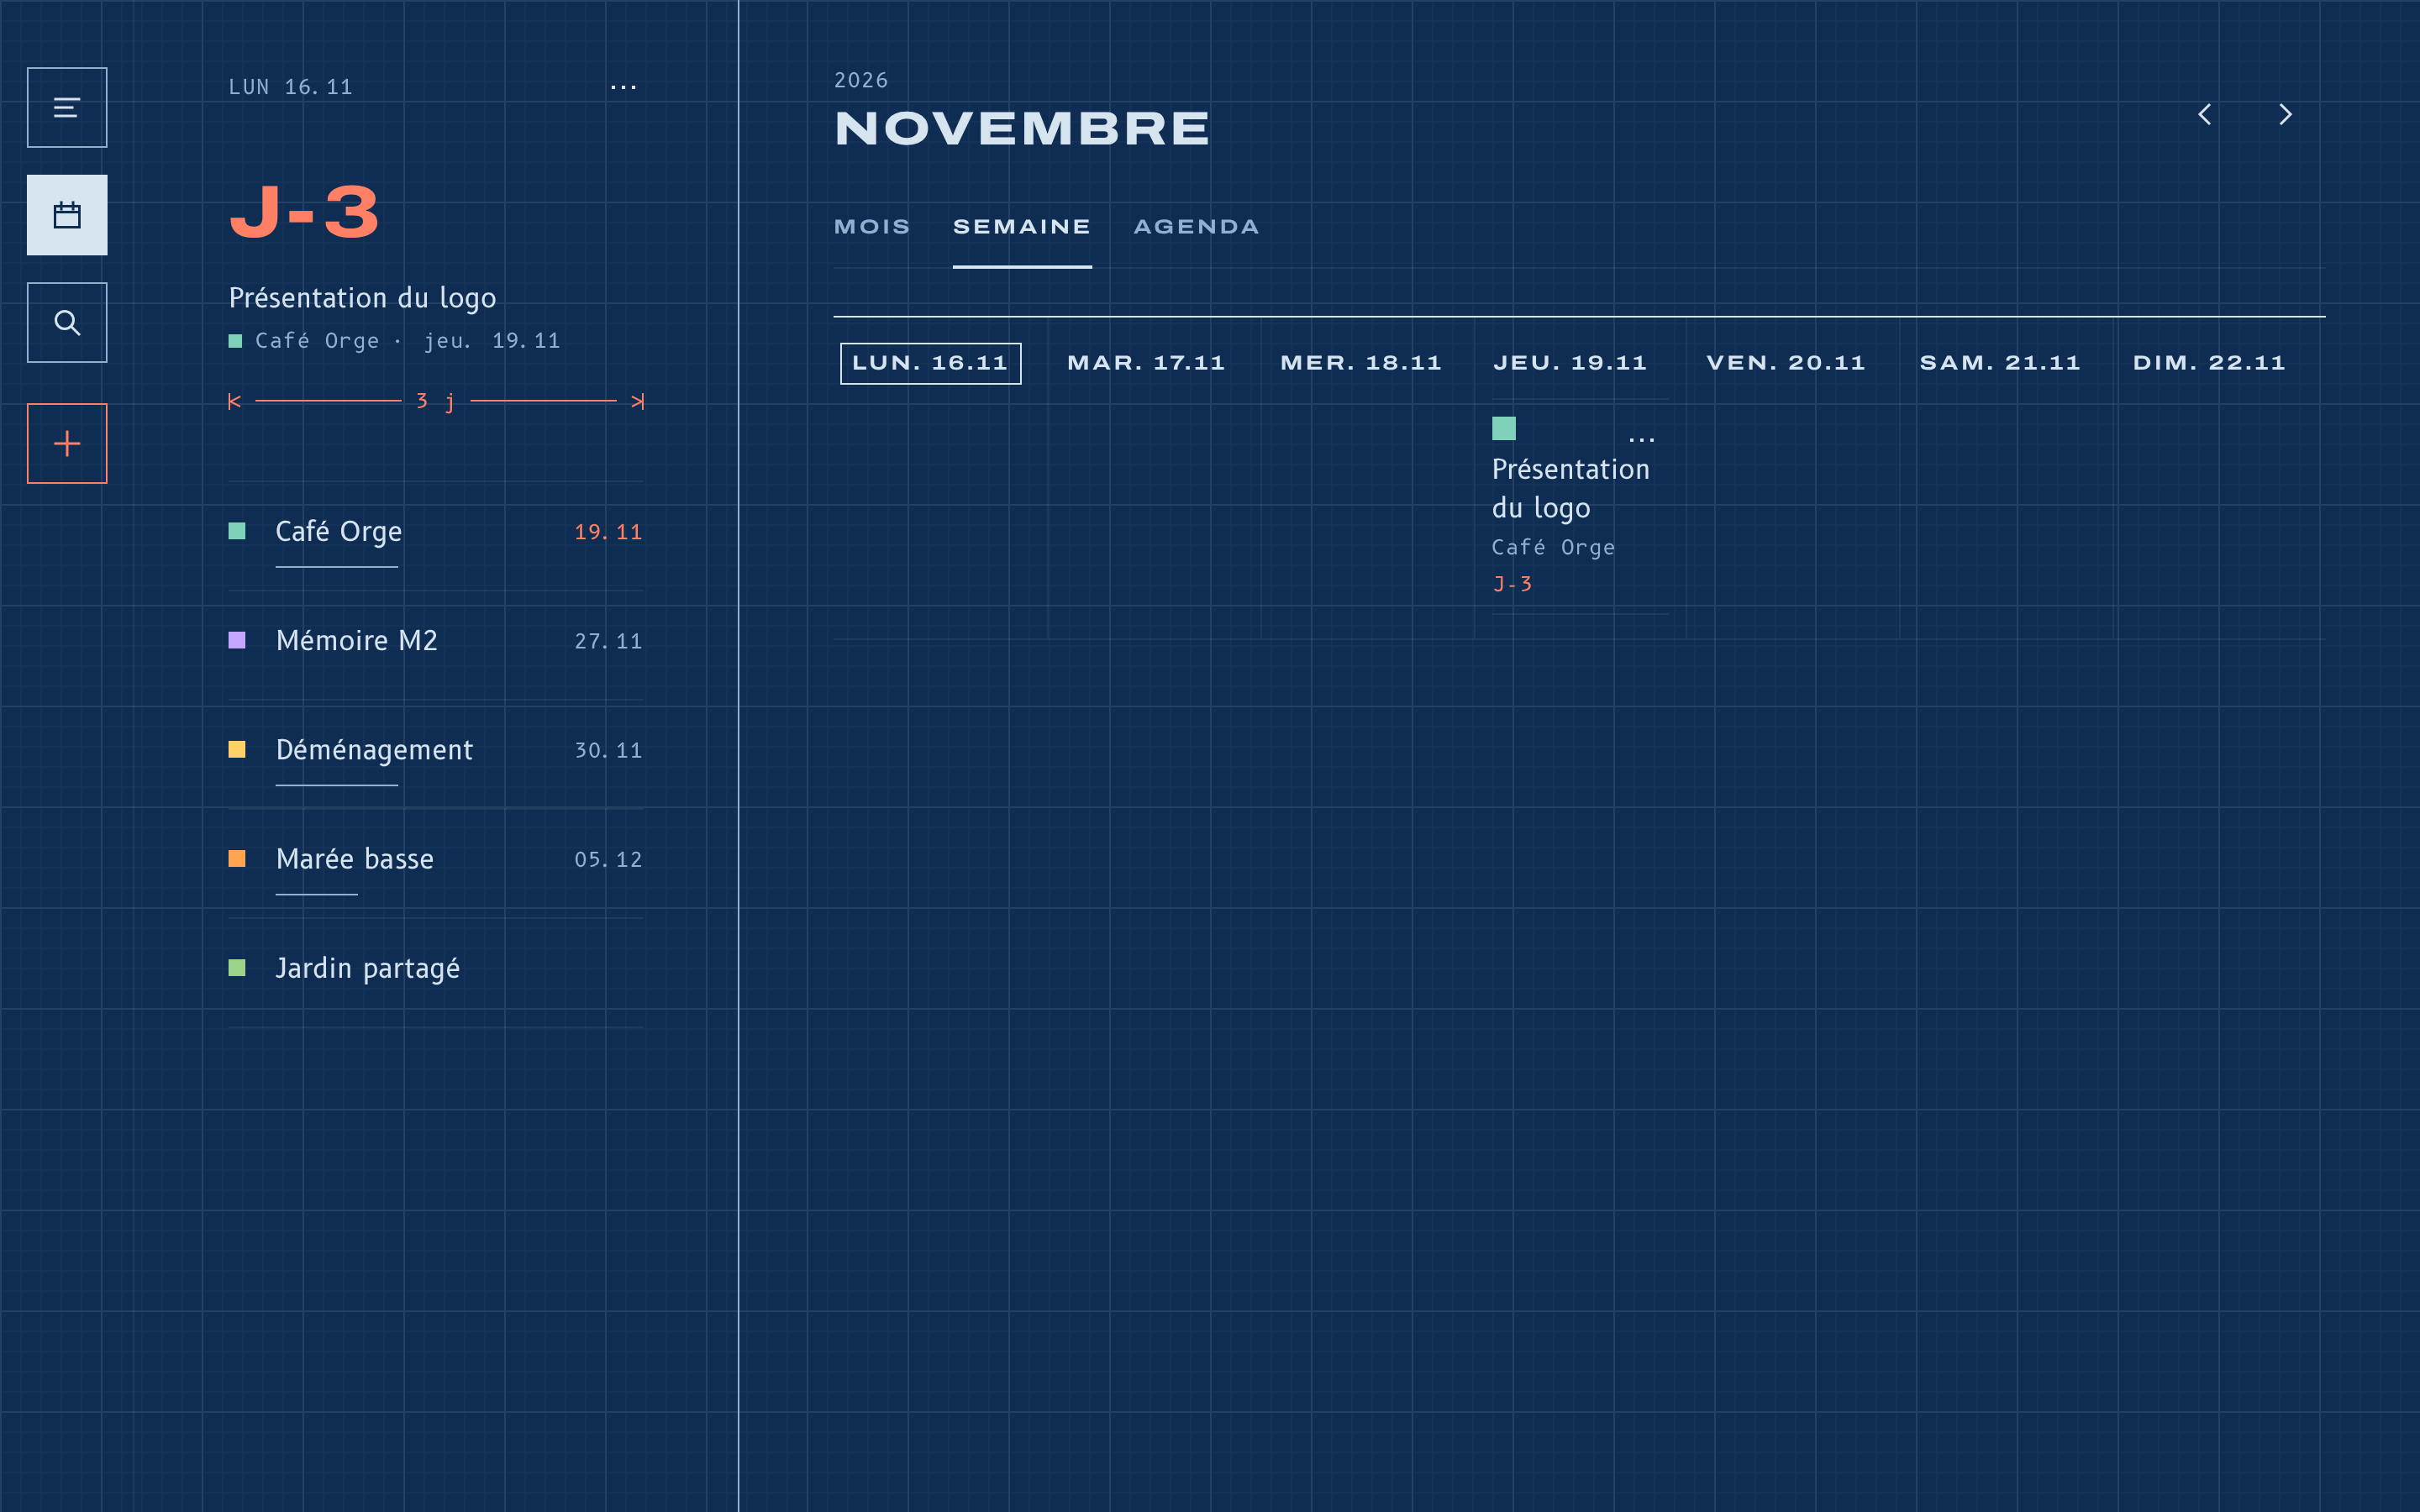 LUN 16.11
...
J-3
Présentation du logo
Café Orge · jeu. 19.11
3 j
Café Orge 19.11
Mémoire M2 27.11
Déménagement 30.11
Marée basse 05.12
Jardin partagé
2026
NOVEMBRE
MOIS SEMAINE AGENDA
LUN. 16.11 MAR. 17.11 MER. 18.11 JEU. 19.11 VEN. 20.11 SAM. 21.11 DIM. 22.11
...
Présentation
du logo
Café Orge
J-3